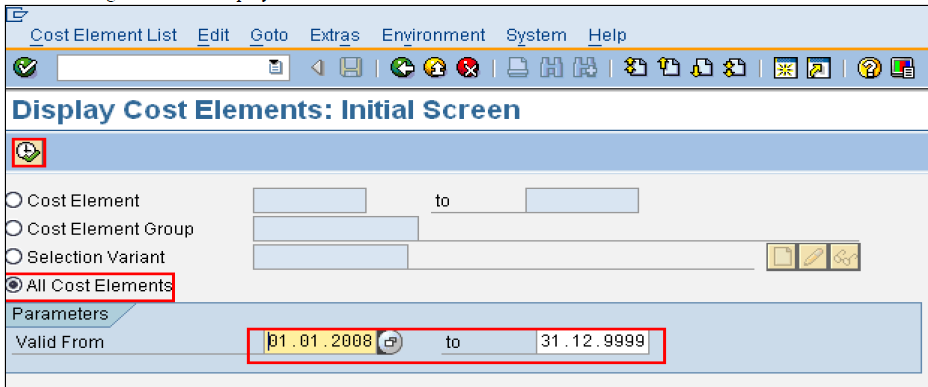 Cost Element List Edit Goto Extras Environment System Help
Display Cost Elements: Initial Screen
Cost Element to
Cost Element Group
Selection Variant
All Cost Elements
Parameters
Valid From 01.01.2008 to 31.12.9999